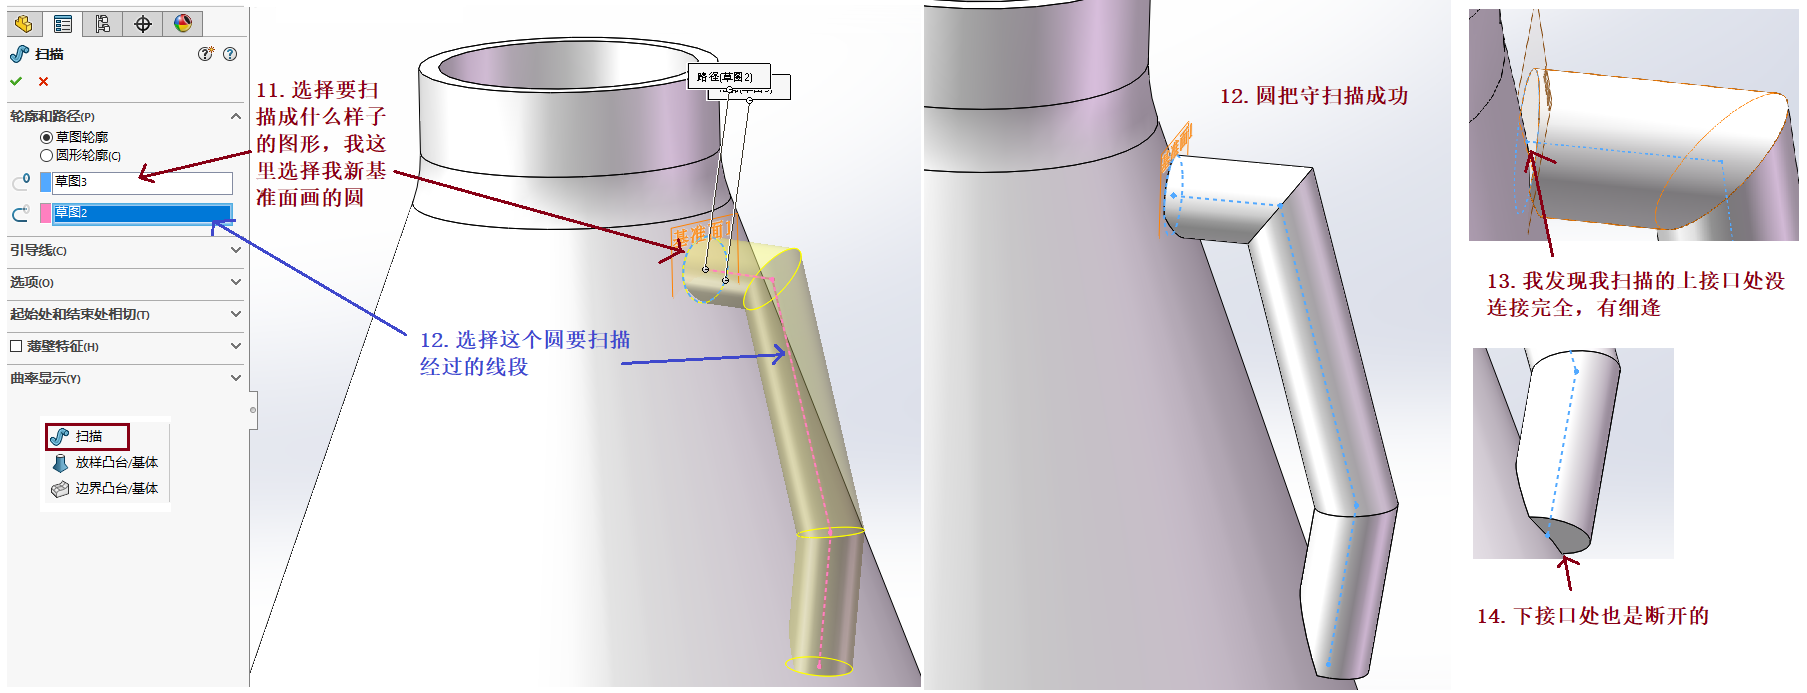 扫描
轮廓和路径(P)
草图轮廓
圆形轮廓(C)
草图3
草图2
引导线(C)
选项(O)
起始处和结束处相切(T)
薄壁特征(H)
曲率显示(Y)
扫描
放样凸台/基体
边界凸台/基体
11.选择要扫
描成什么样子
的图形，我这
里选择我新基
准面画的圆
路径(草图2)
基准面
12.选择这个圆要扫描
经过的线段
12.圆把守扫描成功
13.我发现我扫描的上接口处没
连接完全，有细逢
14.下接口处也是断开的